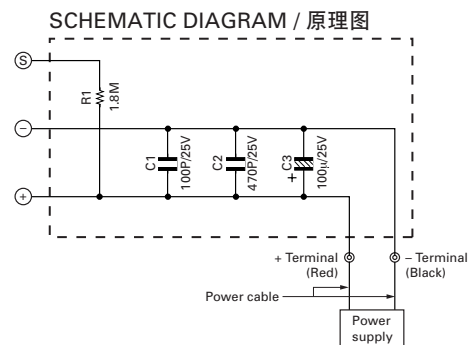 SCHEMATIC DIAGRAM / 原理图
S
R1
1.8M
−
C1
100P/25V
C2
470P/25V
+
C3
100µ/25V
+
+ Terminal
(Red)
− Terminal
(Black)
Power cable
Power
supply